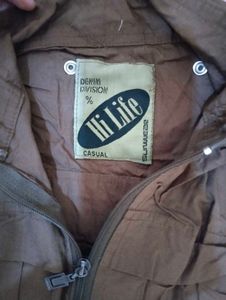 DENIM
DIVISION
%
Hi Life
CASUAL
SUNWEAR